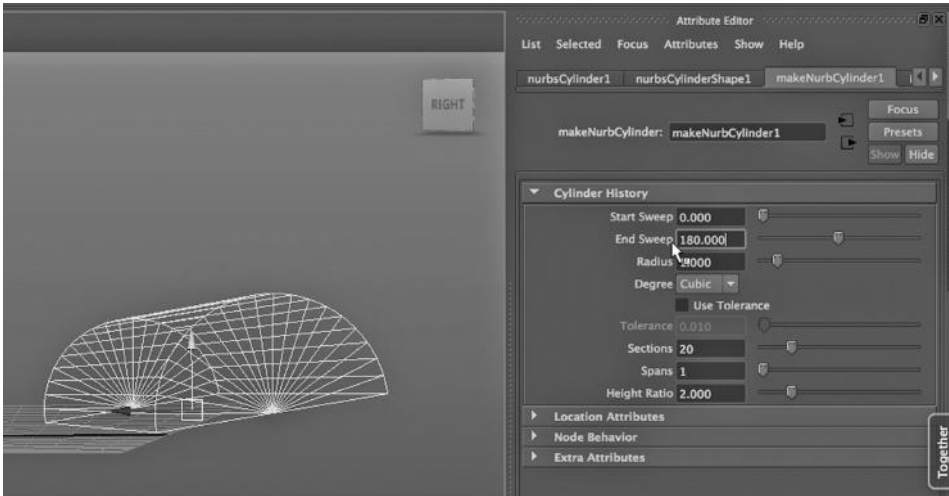 Attribute Editor
List Selected Focus Attributes Show Help
nurbsCylinder1 nurbsCylinderShape1 makeNurbCylinder1
RIGHT
Focus
makeNurbCylinder: makeNurbCylinder1
Presets
Show Hide
Cylinder History
Start Sweep 0.000
End Sweep 180.000
Radius
Degree Cubic
Use Tolerance
Tolerance 0.010
Sections 20
Spans 1
Height Ratio 2.000
Location Attributes
Node Behavior
Extra Attributes
Together